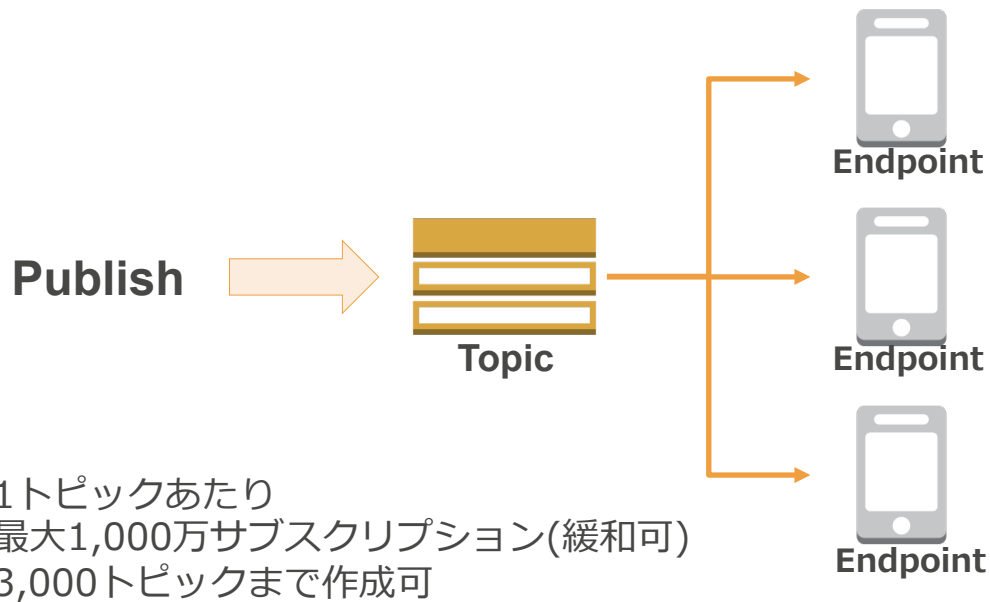 Endpoint
Publish
Topic
Endpoint
1トピックあたり
最大1,000万サブスクリプション(緩和可)
3,000トピックまで作成可
Endpoint